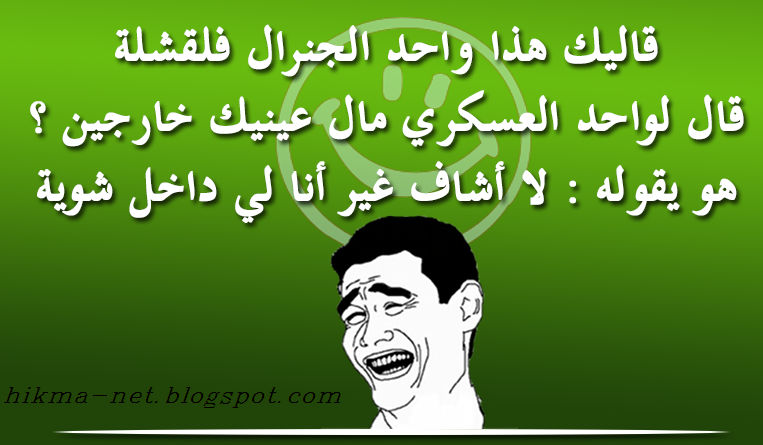 قاليك هذا واحد الجنرال فلقشلة
قال لواحد العسكري مال عينيك خارجين ؟
هو يقوله : لا أشاف غير أنا لي داخل شوية
hikma-net.blogspot.com